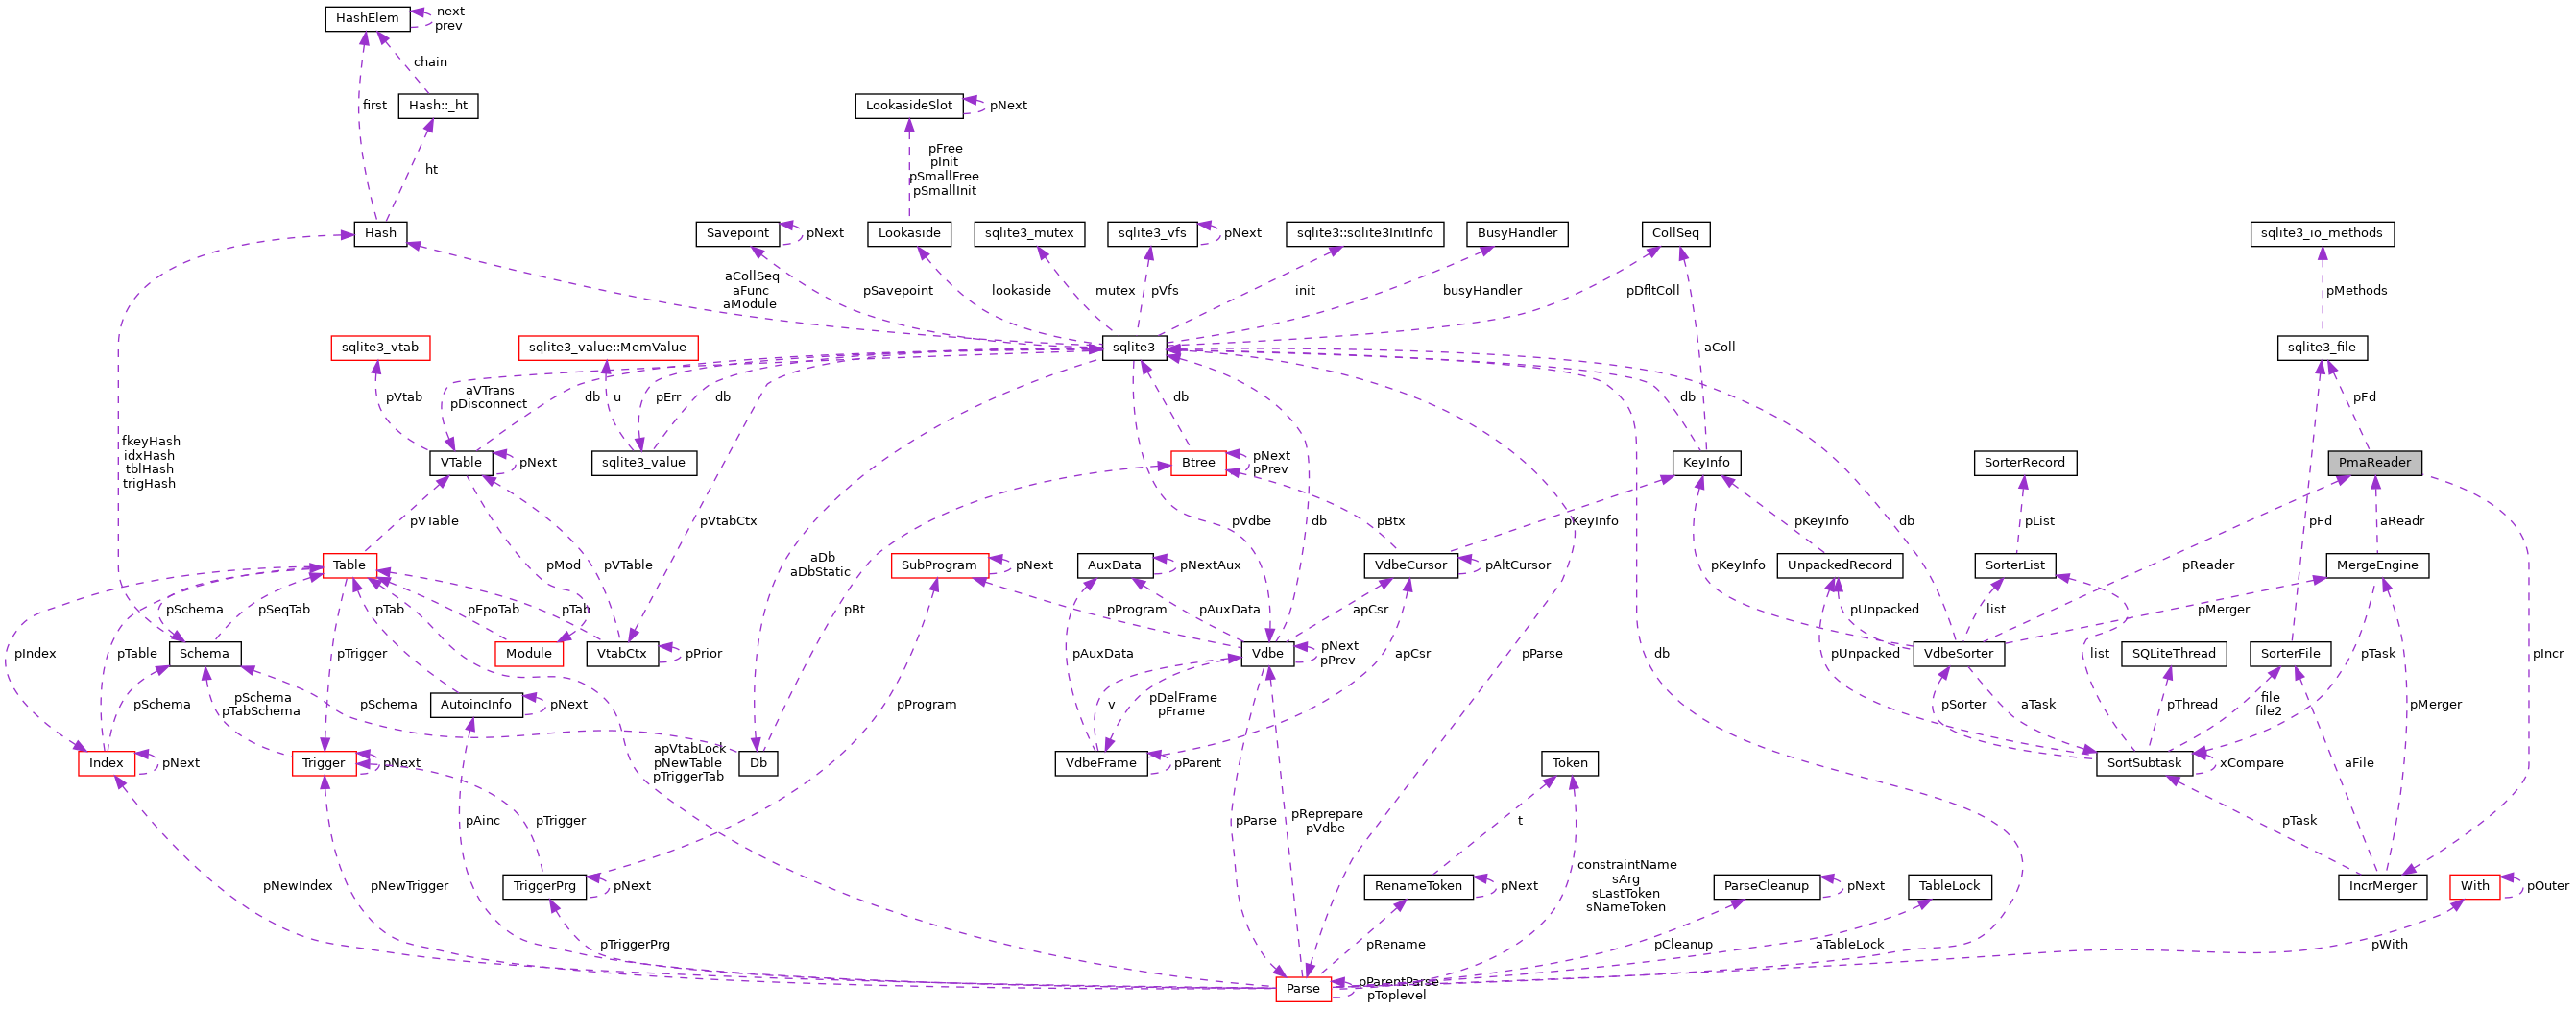 HashElem
next
prev
chain
first
Hash::_ht
LookasideSlot
pNext
pFree
pInit
pSmallFree
pSmallInit
ht
Hash
Savepoint
pNext
Lookaside
sqlite3_mutex
sqlite3_vfs
pNext
sqlite3::sqlite3InitInfo
BusyHandler
CollSeq
sqlite3_io_methods
aCollSeq
aFunc
aModule
pSavepoint
lookaside
mutex
pVfs
init
busyHandler
pDfltColl
pMethods
sqlite3_vtab
sqlite3_value::MemValue
sqlite3
aColl
sqlite3_file
pVtab
aVTrans
pDisconnect
db
u
pErr
db
db
db
pFd
fkeyHash
idxHash
tblHash
trigHash
VTable
pNext
sqlite3_value
Btree
pNext
pPrev
KeyInfo
SorterRecord
PmaReader
pVTable
pVtabCtx
pVdbe
db
pBtx
pKeyInfo
pKeyInfo
db
pList
pFd
aReadr
Table
pMod
pVTable
aDb
aDbStatic
SubProgram
pNext
AuxData
pNextAux
VdbeCursor
pAltCursor
pKeyInfo
UnpackedRecord
SorterList
pReader
MergeEngine
pSchema
pSeqTab
pTab
pEpoTab
pTab
pBt
pProgram
pAuxData
apCsr
pUnpacked
list
pMerger
pIndex
pTable
Schema
pTrigger
Module
VtabCtx
pPrior
pAuxData
Vdbe
pNext
pPrev
apCsr
pParse
db
pUnpacked
VdbeSorter
list
SQLiteThread
SorterFile
pTask
pIncr
pSchema
pSchema
pTabSchema
pSchema
AutoincInfo
pNext
pProgram
v
pDelFrame
pFrame
pSorter
aTask
pThread
file
file2
pMerger
Index
pNext
Trigger
pNext
apVtabLock
pNewTable
pTriggerTab
Db
VdbeFrame
pParent
Token
SortSubtask
xCompare
aFile
pAinc
pTrigger
pParse
pReprepare
pVdbe
t
pTask
pNewIndex
pNewTrigger
TriggerPrg
pNext
RenameToken
pNext
constraintName
sArg
sLastToken
sNameToken
ParseCleanup
pNext
TableLock
IncrMerger
With
pOuter
pTriggerPrg
pRename
pCleanup
aTableLock
pWith
Parse
pParentParse
pToplevel